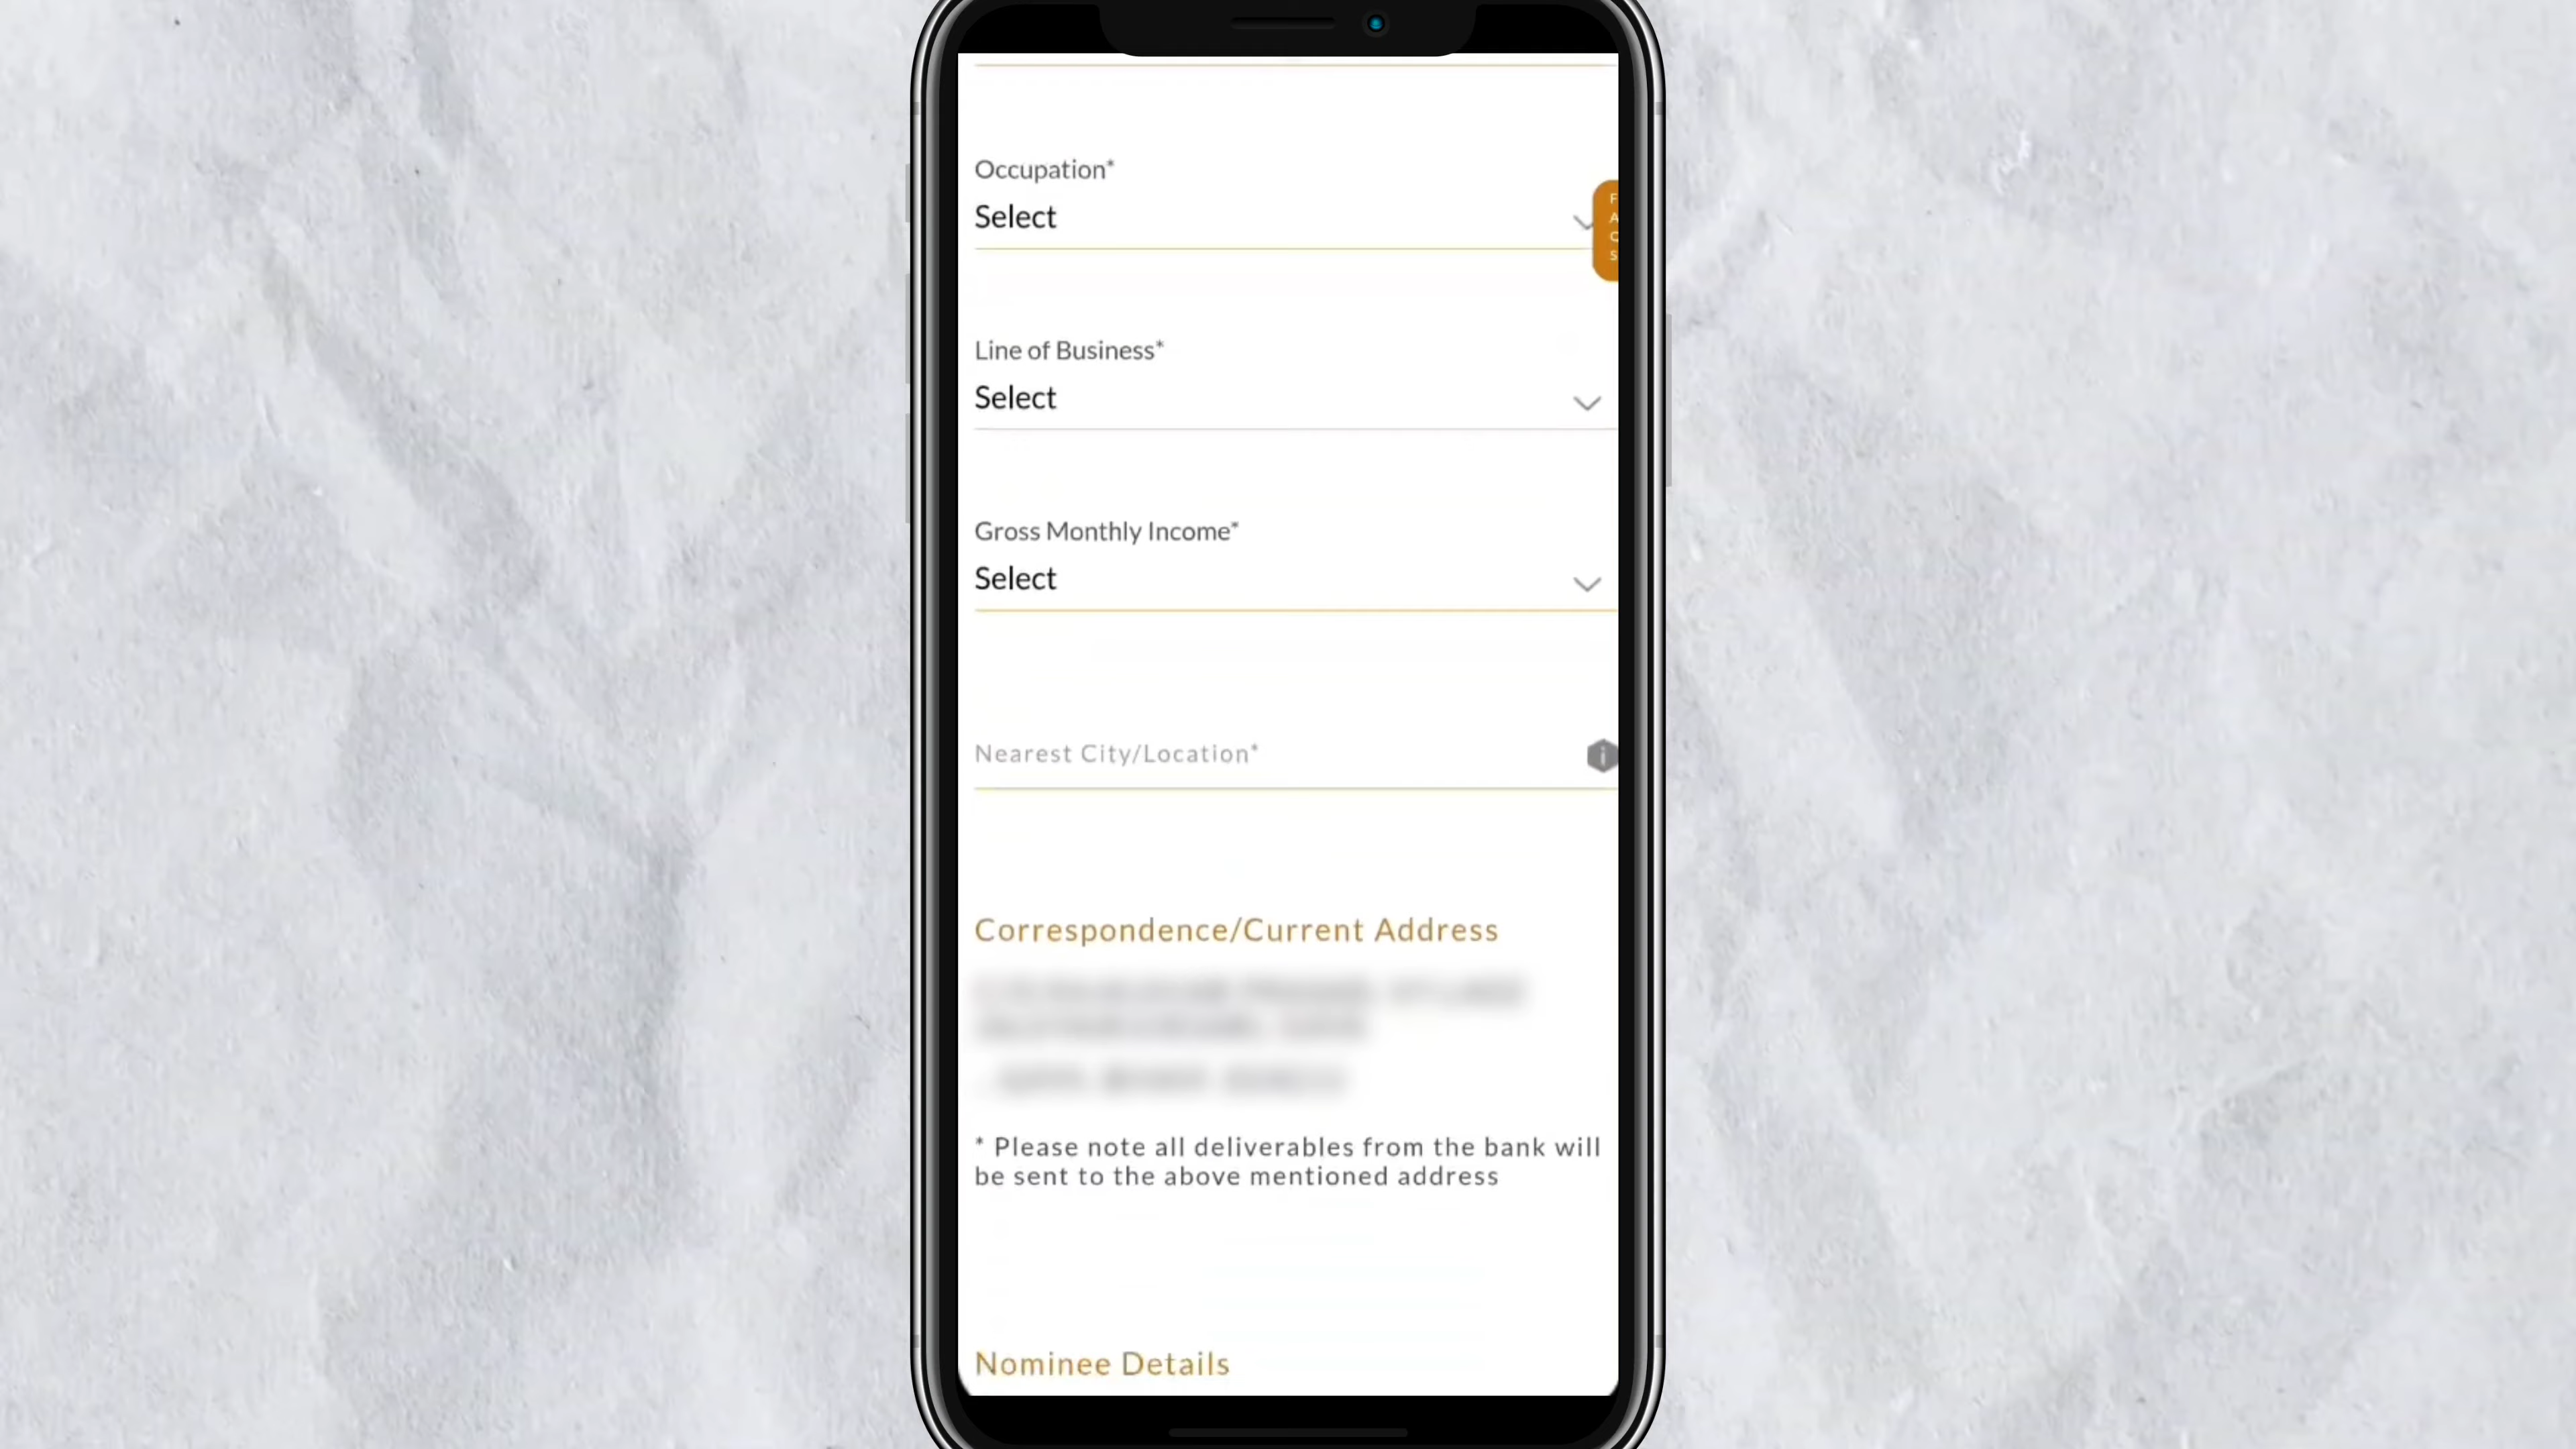 Occupation*
Select
F
A
Q
S
Line of Business*
Select
Gross Monthly Income*
Select
Nearest City/Location*
i
Correspondence/Current Address
* Please note all deliverables from the bank will
be sent to the above mentioned address
Nominee Details